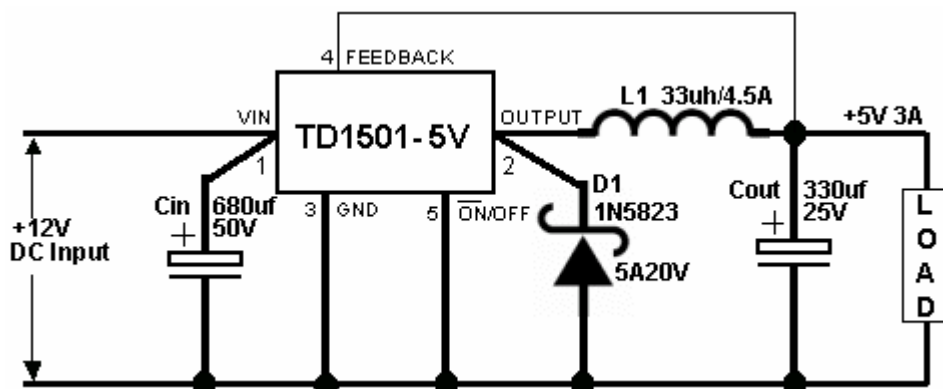 4 FEEDBACK
L1 33uh/4.5A
VIN
TD1501-5V
OUTPUT
+5V 3A
1
2
D1
1N5823
Cin
680uf
50V
+
3 GND
5 ON/OFF
Cout
330uf
25V
+
+12V
DC Input
5A20V
LOAD